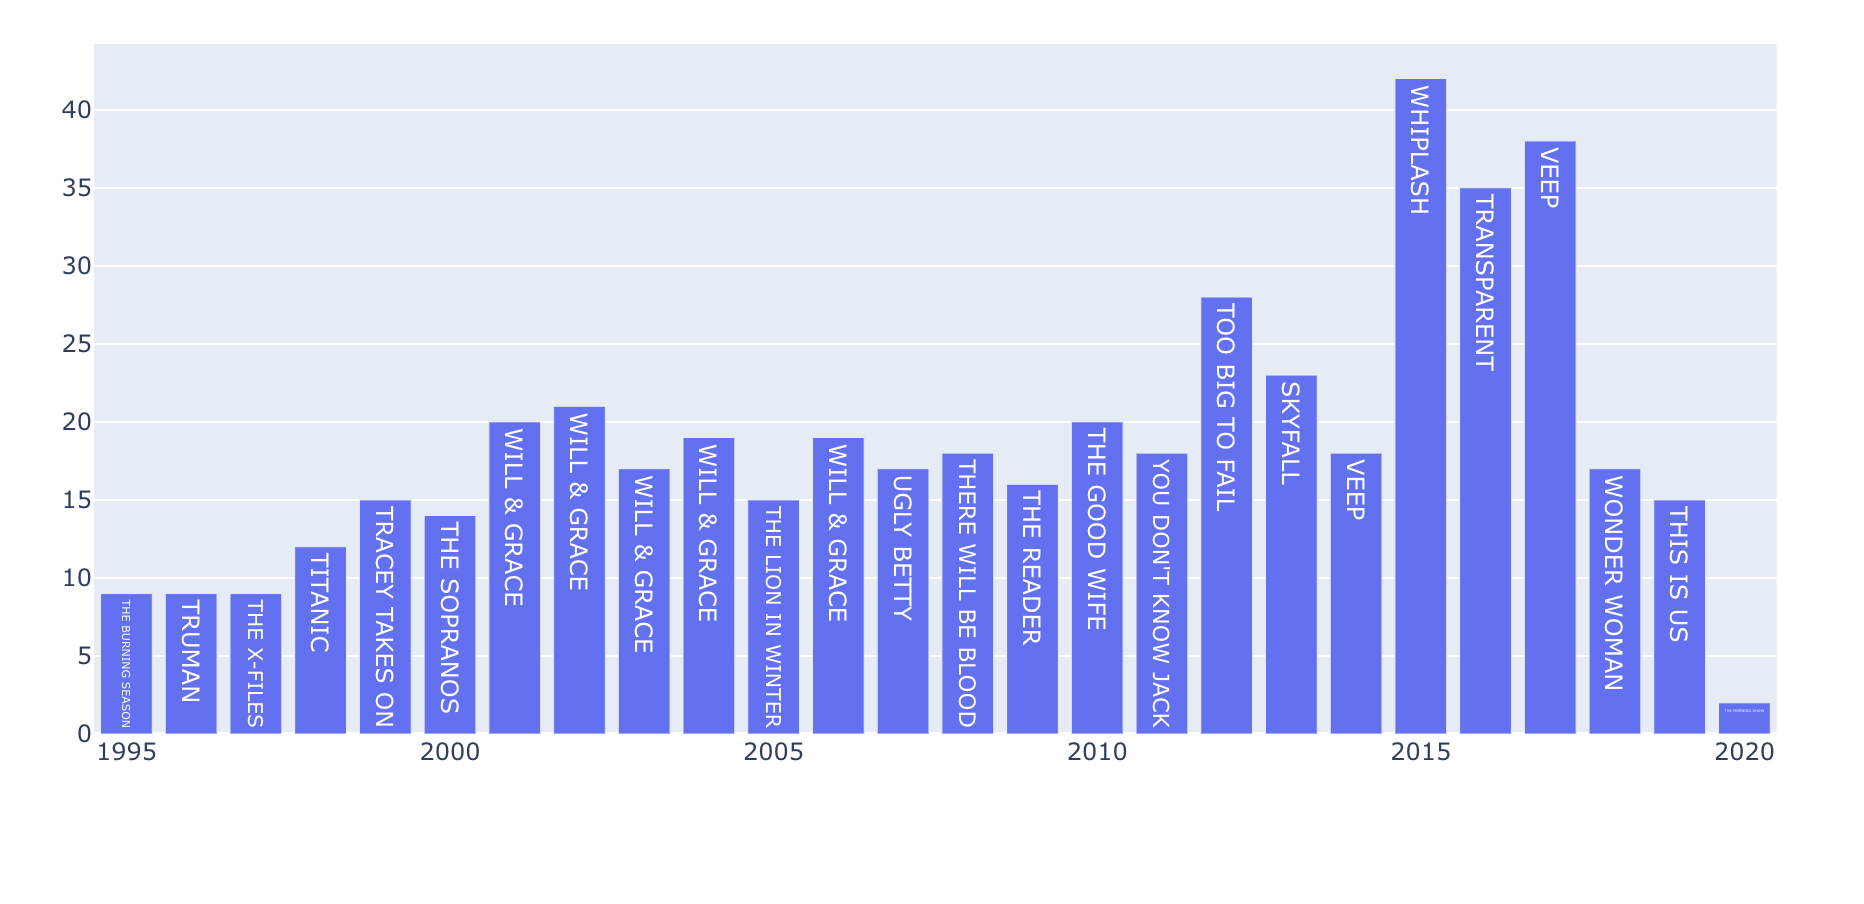 40
35
30
25
20
15
10
5
0
THE BURNING SEASON
TRUMAN
THE X-FILES
TITANIC
TRACEY TAKES ON
THE SOPRANOS
WILL & GRACE
WILL & GRACE
WILL & GRACE
WILL & GRACE
THE LION IN WINTER
WILL & GRACE
UGLY BETTY
THERE WILL BE BLOOD
THE READER
THE GOOD WIFE
YOU DON'T KNOW JACK
TOO BIG TO FAIL
SKYFALL
VEEP
WHIPLASH
TRANSPARENT
VEEP
WONDER WOMAN
THIS IS US
THE MORNING SHOW
1995
2000
2005
2010
2015
2020